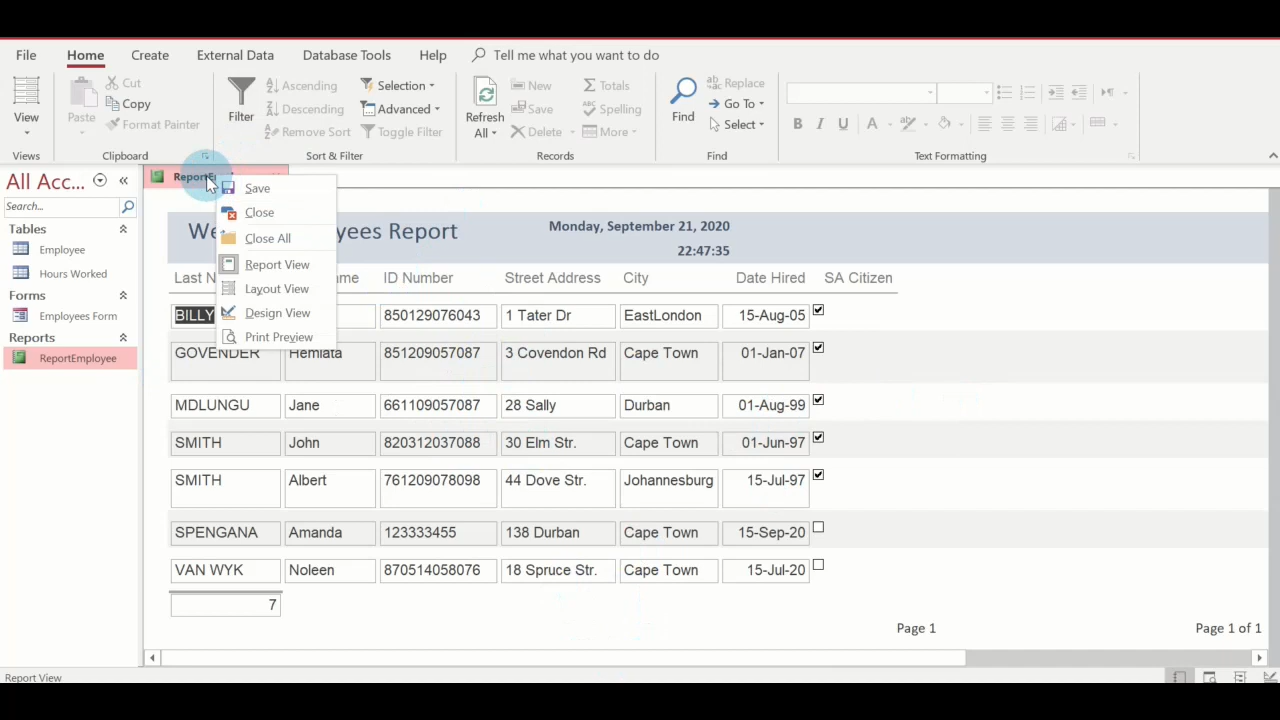 File Home Create External Data Database Tools Help Tell me what you want to do
View
Views
Paste
Cut
Copy
Format Painter
Clipboard
Filter
Ascending
Descending
Remove Sort
Selection
Advanced
Toggle Filter
Sort & Filter
Refresh
All
New
Save
Delete
Totals
Spelling
More
Records
Find
Replace
Go To
Select
Find
B I U A
Text Formatting
All Acc...
Search...
Tables
Employee
Hours Worked
Forms
Employees Form
Reports
ReportEmployee
Save
Close
Close All
Report View
Layout View
Design View
Print Preview
Report
Monday, September 21, 2020
22:47:35
ID Number Street Address City Date Hired SA Citizen
BILLY 850129076043 1 Tater Dr EastLondon 15-Aug-05
GOVENDER Hemlata 851209057087 3 Covendon Rd Cape Town 01-Jan-07
MDLUNGU Jane 661109057087 28 Sally Durban 01-Aug-99
SMITH John 820312037088 30 Elm Str. Cape Town 01-Jun-97
SMITH Albert 761209078098 44 Dove Str. Johannesburg 15-Jul-97
SPENGANA Amanda 123333455 138 Durban Cape Town 15-Sep-20
VAN WYK Noleen 870514058076 18 Spruce Str. Cape Town 15-Jul-20
7
Page 1 Page 1 of 1
Report View